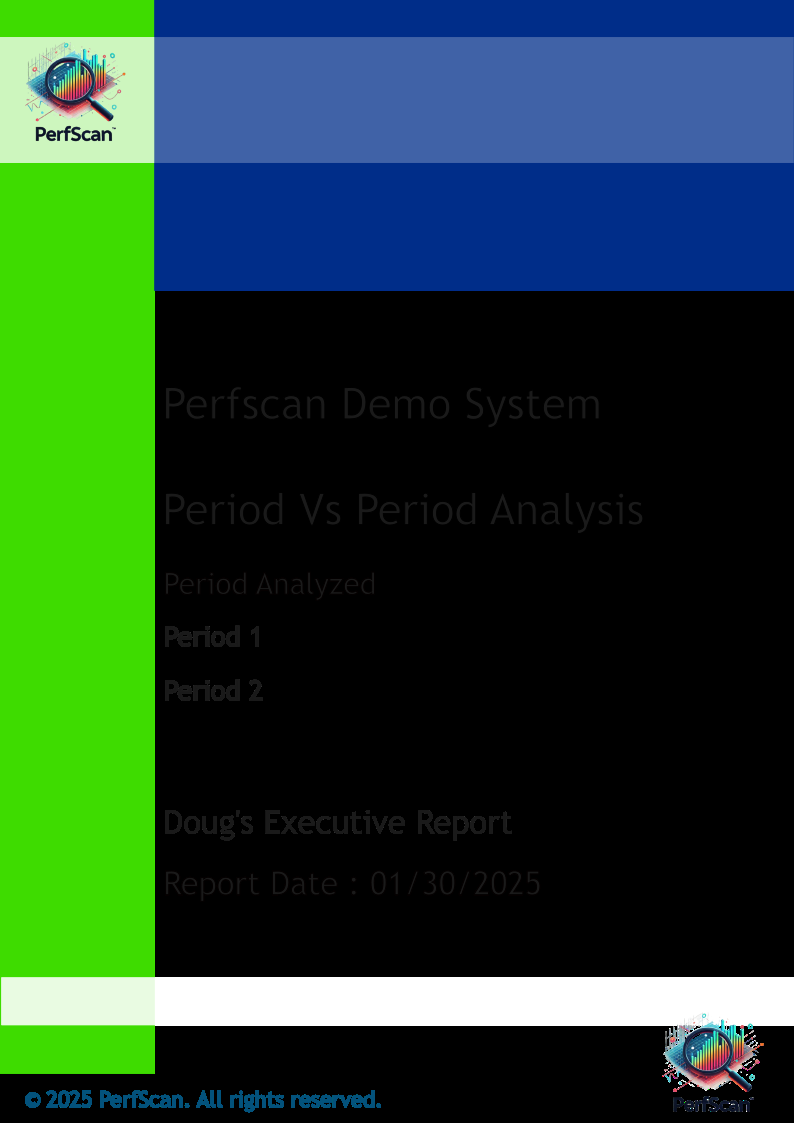 PerfScan™
Perfscan Demo System
Period Vs Period Analysis
Period Analyzed
Period 1
Period 2
Doug's Executive Report
Report Date : 01/30/2025
PerfScan™
© 2025 PerfScan. All rights reserved.